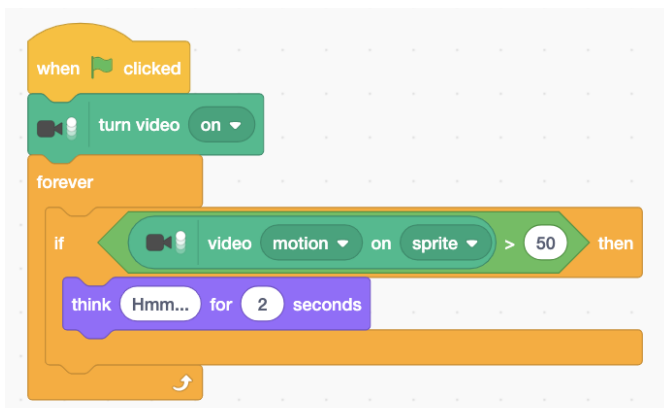 when clicked
turn video on
forever
if video motion on sprite > 50 then
think Hmm... for 2 seconds